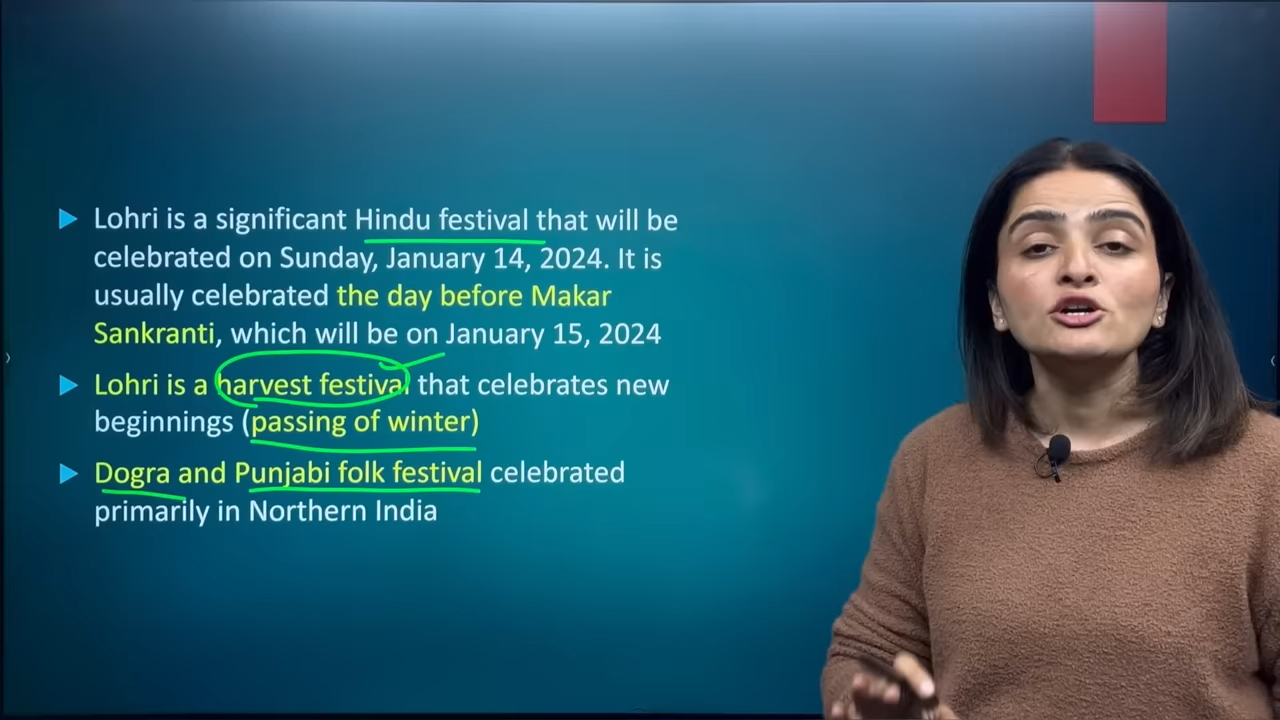 Lohri is a significant Hindu festival that will be
celebrated on Sunday, January 14, 2024. It is
usually celebrated the day before Makar
Sankranti, which will be on January 15, 2024
Lohri is a harvest festival that celebrates new
beginnings (passing of winter)
Dogra and Punjabi folk festival celebrated
primarily in Northern India